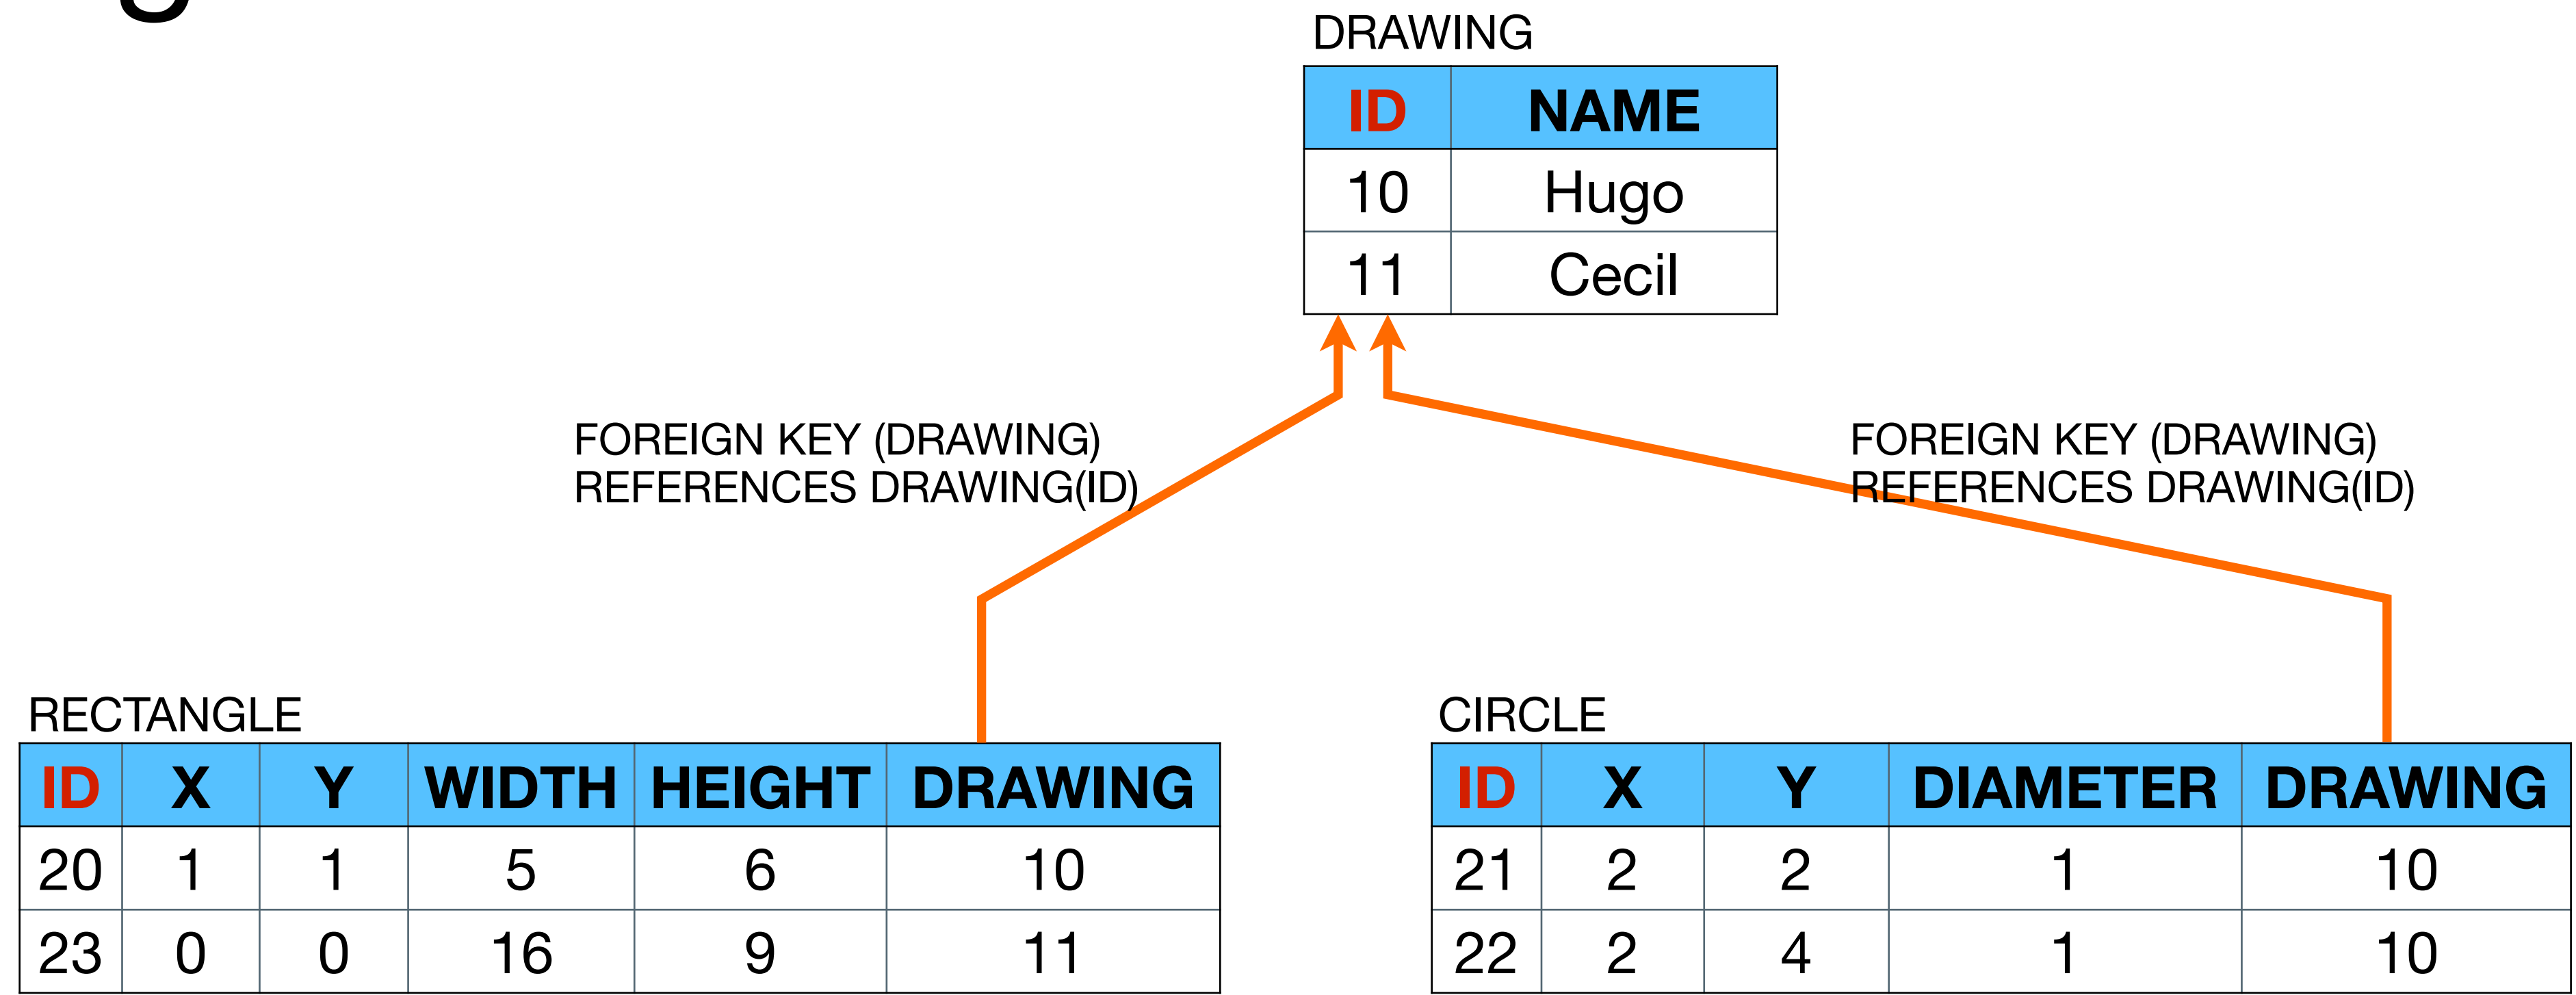 DRAWING
ID NAME
10 Hugo
11 Cecil
FOREIGN KEY (DRAWING)
REFERENCES DRAWING(ID)
FOREIGN KEY (DRAWING)
REFERENCES DRAWING(ID)
RECTANGLE
ID X Y WIDTH HEIGHT DRAWING
20 1 1 5 6 10
23 0 0 16 9 11
CIRCLE
ID X Y DIAMETER DRAWING
21 2 2 1 10
22 2 4 1 10